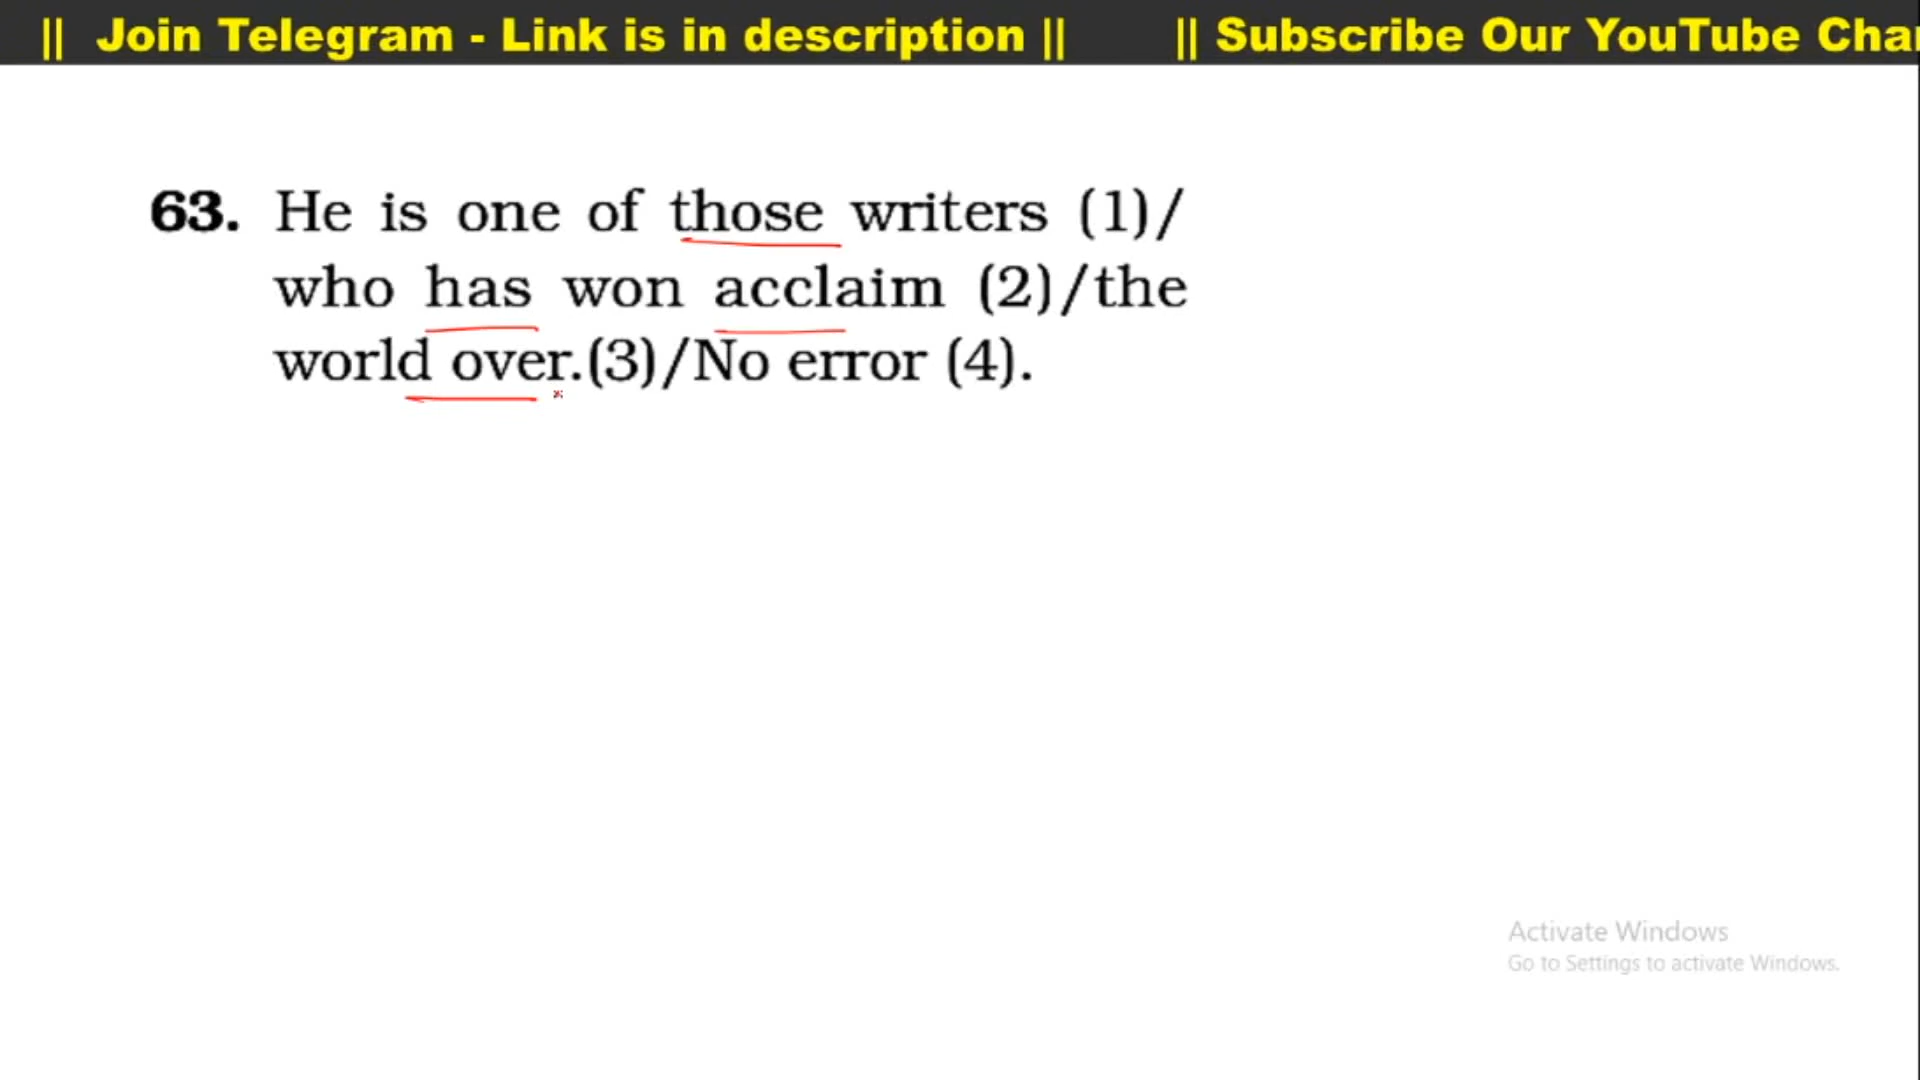 || Join Telegram - Link is in description || || Subscribe Our YouTube Chan
63. He is one of those writers (1)/
who has won acclaim (2)/the
world over.(3)/No error (4).
Activate Windows
Go to Settings to activate Windows.